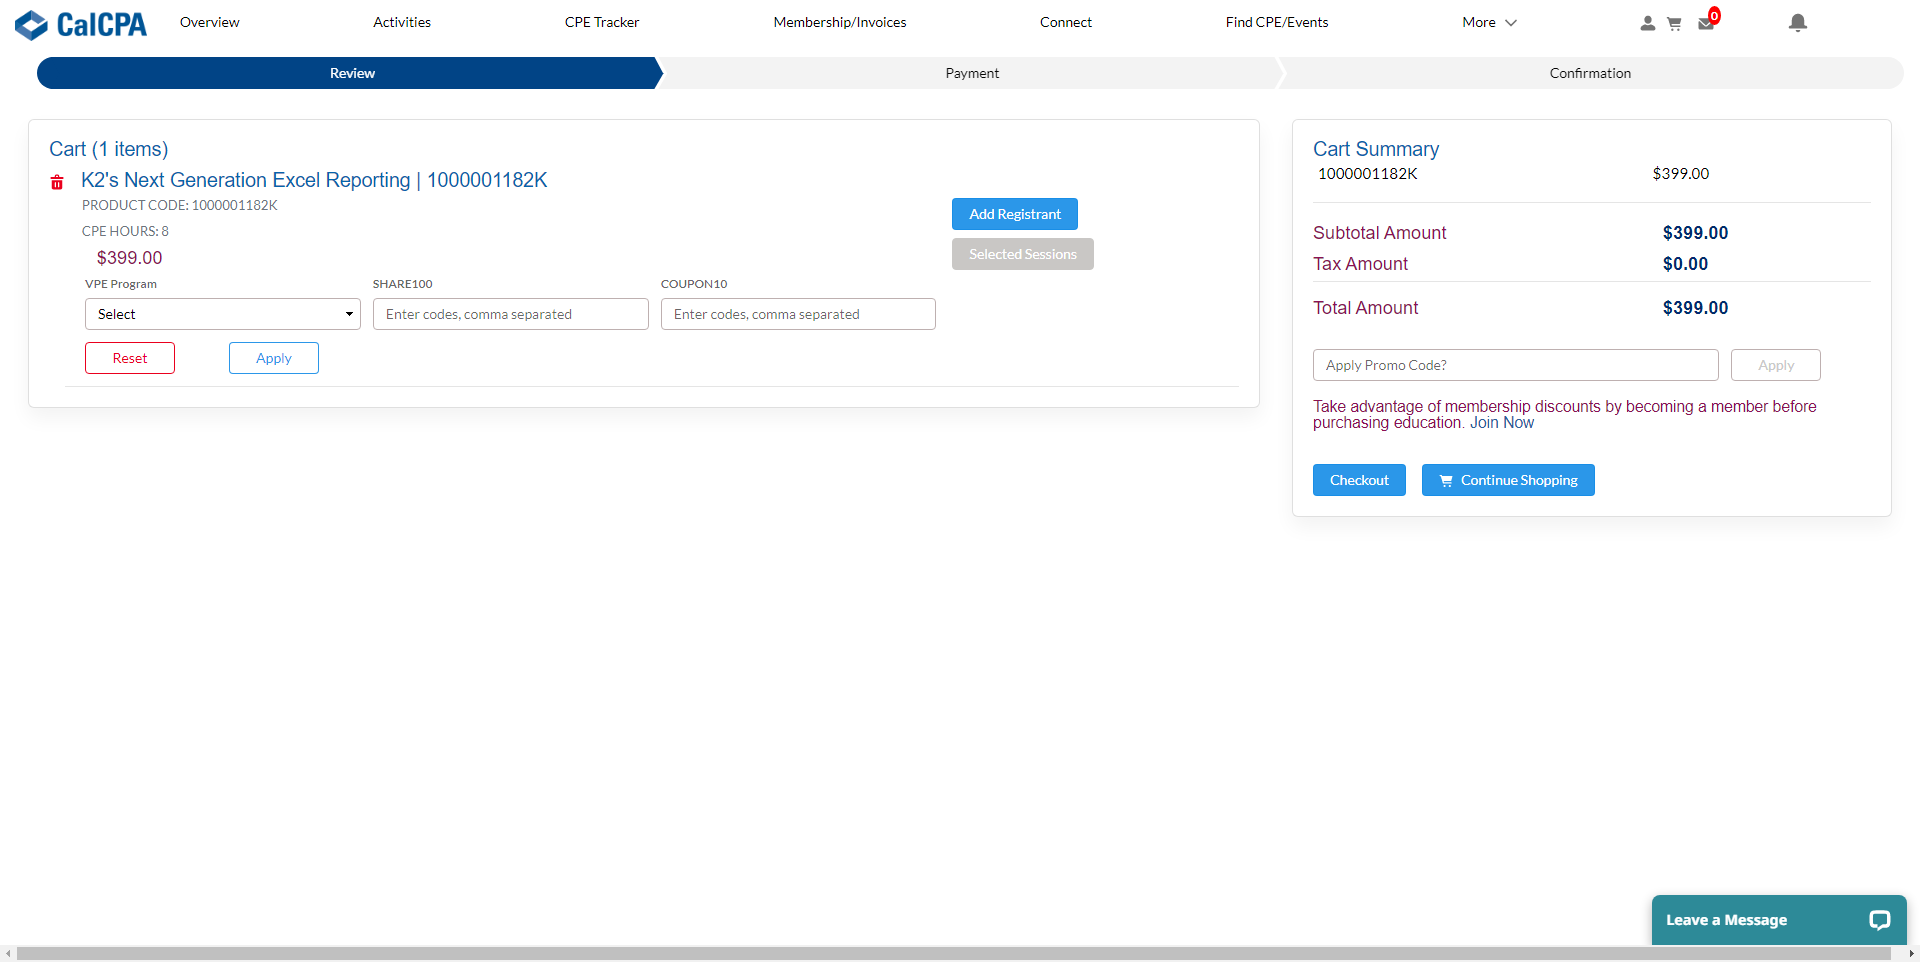 CalCPA
Overview
Activities
CPE Tracker
Membership/Invoices
Connect
Find CPE/Events
More
0
Review
Payment
Confirmation
Cart (1 items)
K2's Next Generation Excel Reporting | 1000001182K
PRODUCT CODE: 1000001182K
CPE HOURS: 8
$399.00
Add Registrant
Selected Sessions
VPE Program
SHARE100
COUPON10
Select
Enter codes, comma separated
Enter codes, comma separated
Reset
Apply
Cart Summary
1000001182K $399.00
Subtotal Amount $399.00
Tax Amount $0.00
Total Amount $399.00
Apply Promo Code?
Apply
Take advantage of membership discounts by becoming a member before
purchasing education. Join Now
Checkout
Continue Shopping
Leave a Message